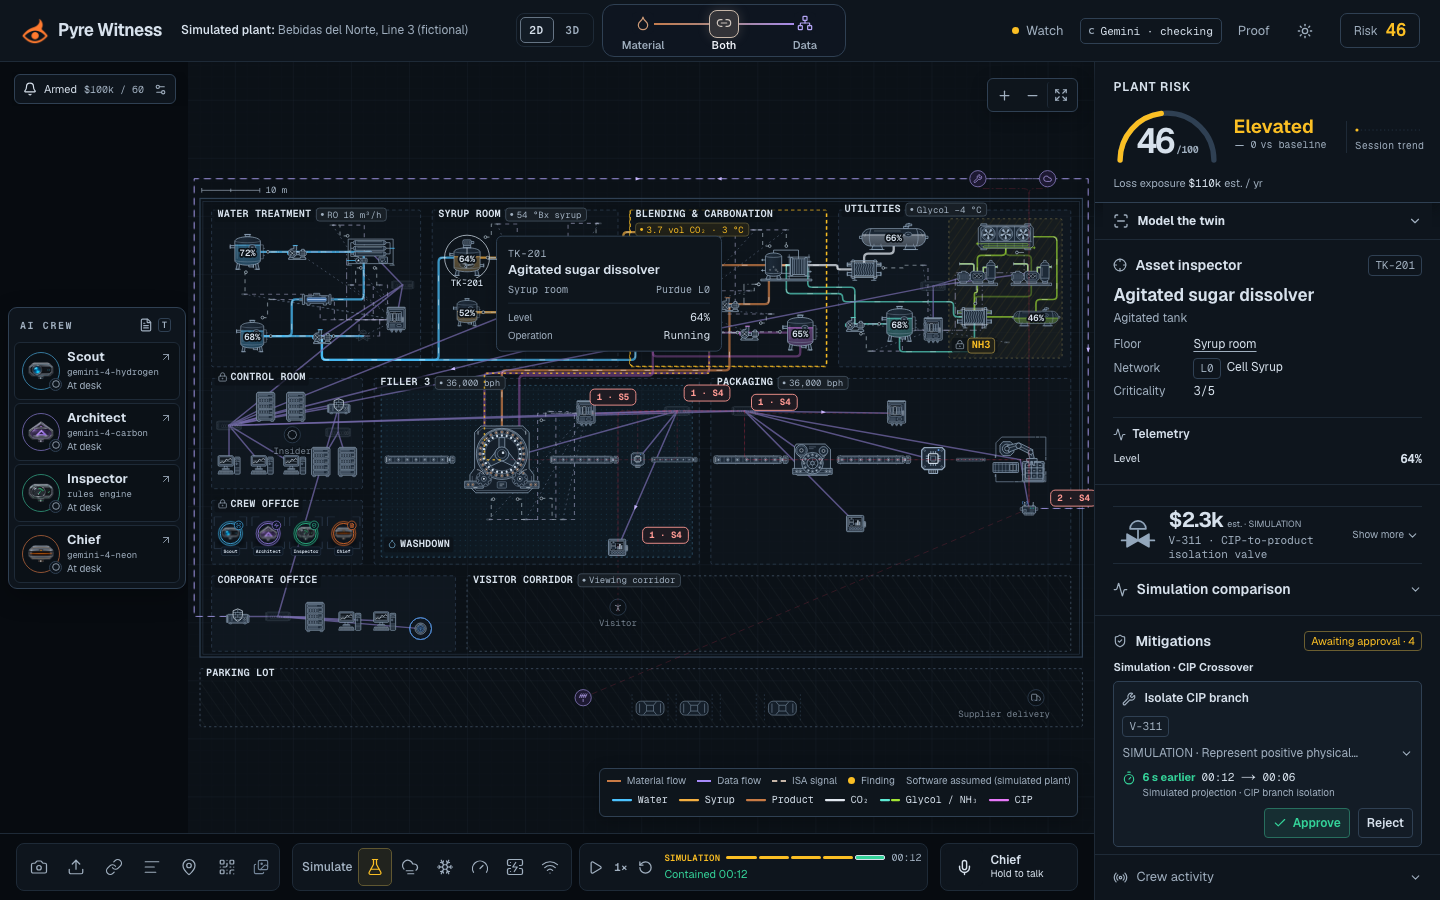 Pyre Witness
Simulated plant: Bebidas del Norte, Line 3 (fictional)
2D 3D
Material
Both
Data
Watch
C Gemini · checking
Proof
Risk 46
Armed $100k / 60
10 m
WATER TREATMENT • RO 18 m³/h
72%
68%
SYRUP ROOM • 54 °Bx syrup
64%
TK-201
52%
BLENDING & CARBONATION
• 3.7 vol CO₂ · 3 °C
65%
UTILITIES • Glycol -4 °C
66%
68%
46%
NH3
TK-201
Agitated sugar dissolver
Syrup room Purdue L0
Level 64%
Operation Running
AI CREW T
Scout
gemini-4-hydrogen
At desk
Architect
gemini-4-carbon
At desk
Inspector
rules engine
At desk
Chief
gemini-4-neon
At desk
CONTROL ROOM
Insider
FILLER 3 • 36,000 bph
PACKAGING • 36,000 bph
1 · S5
1 · S4
1 · S4
2 · S4
1 · S4
CREW OFFICE
Scout Architect Inspector Chief
WASHDOWN
CORPORATE OFFICE
VISITOR CORRIDOR • Viewing corridor
Visitor
PARKING LOT
Supplier delivery
Material flow Data flow ISA signal Finding Software assumed (simulated plant)
Water Syrup Product CO₂ Glycol / NH₃ CIP
Simulate
1×
SIMULATION 00:12
Contained 00:12
Chief
Hold to talk
PLANT RISK
46 /100
Elevated
— 0 vs baseline
Session trend
Loss exposure $110k est. / yr
Model the twin
Asset inspector TK-201
Agitated sugar dissolver
Agitated tank
Floor Syrup room
Network L0 Cell Syrup
Criticality 3/5
Telemetry
Level 64%
$2.3k est. · SIMULATION
V-311 · CIP-to-product isolation valve
Show more
Simulation comparison
Mitigations Awaiting approval · 4
Simulation · CIP Crossover
Isolate CIP branch
V-311
SIMULATION · Represent positive physical…
6 s earlier 00:12 → 00:06
Simulated projection · CIP branch isolation
Approve Reject
Crew activity